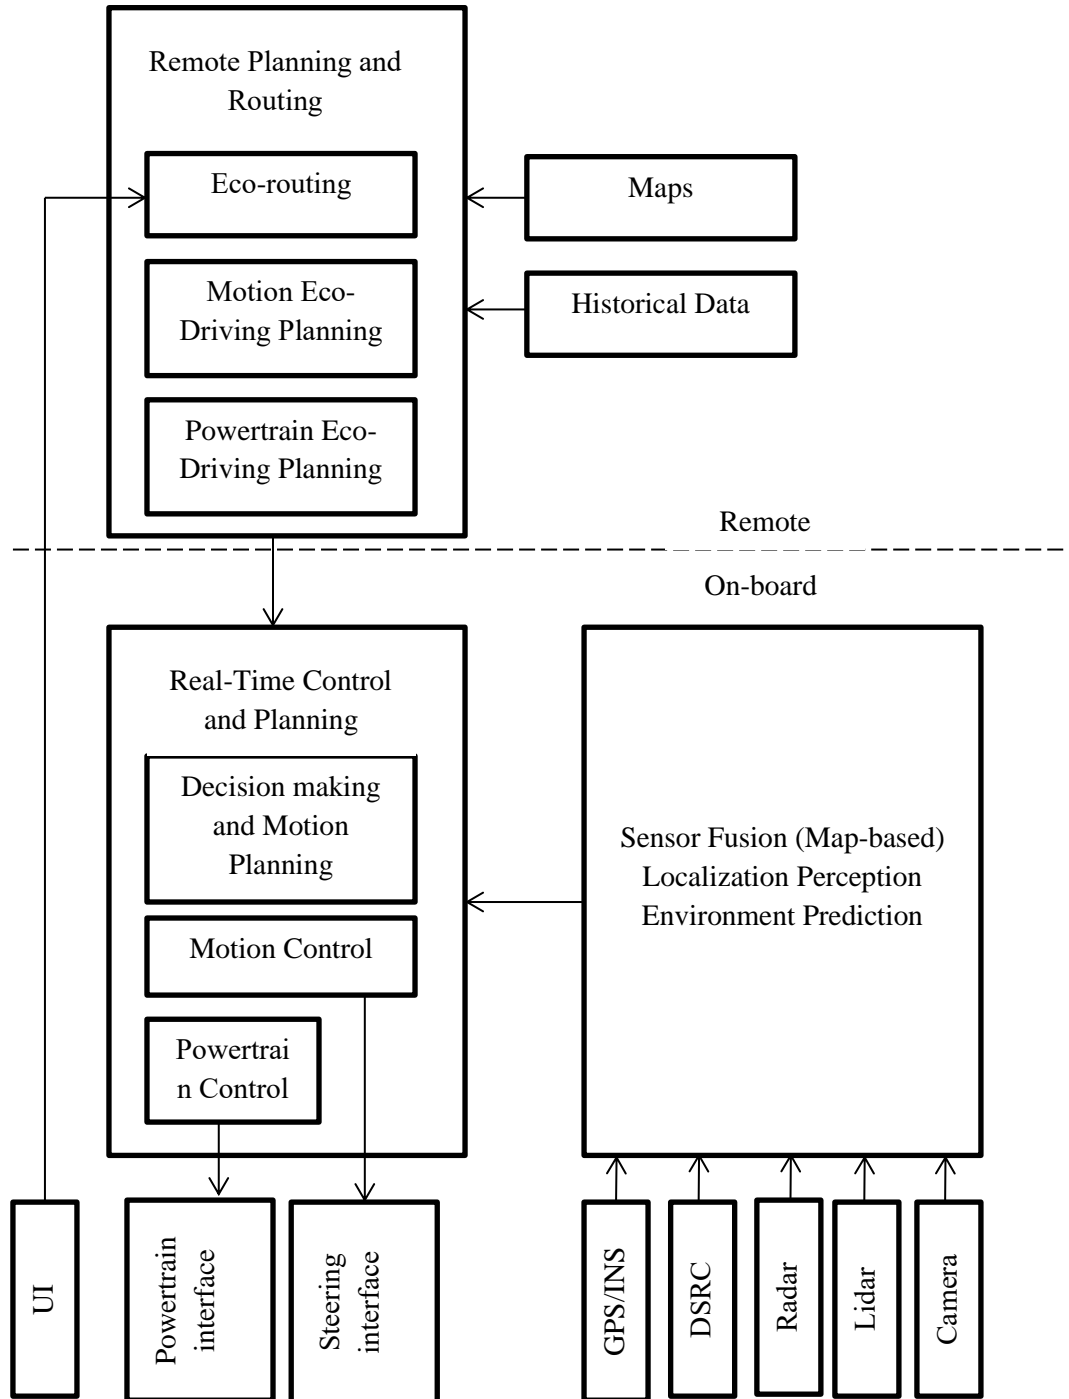 Remote Planning and
Routing
Eco-routing
Maps
Motion Eco-
Driving Planning
Historical Data
Powertrain Eco-
Driving Planning
Remote
On-board
Real-Time Control
and Planning
Decision making
and Motion
Planning
Sensor Fusion (Map-based)
Localization Perception
Environment Prediction
Motion Control
Powertrai
n Control
UI
Powertrain
interface
Steering
interface
GPS/INS
DSRC
Radar
Lidar
Camera